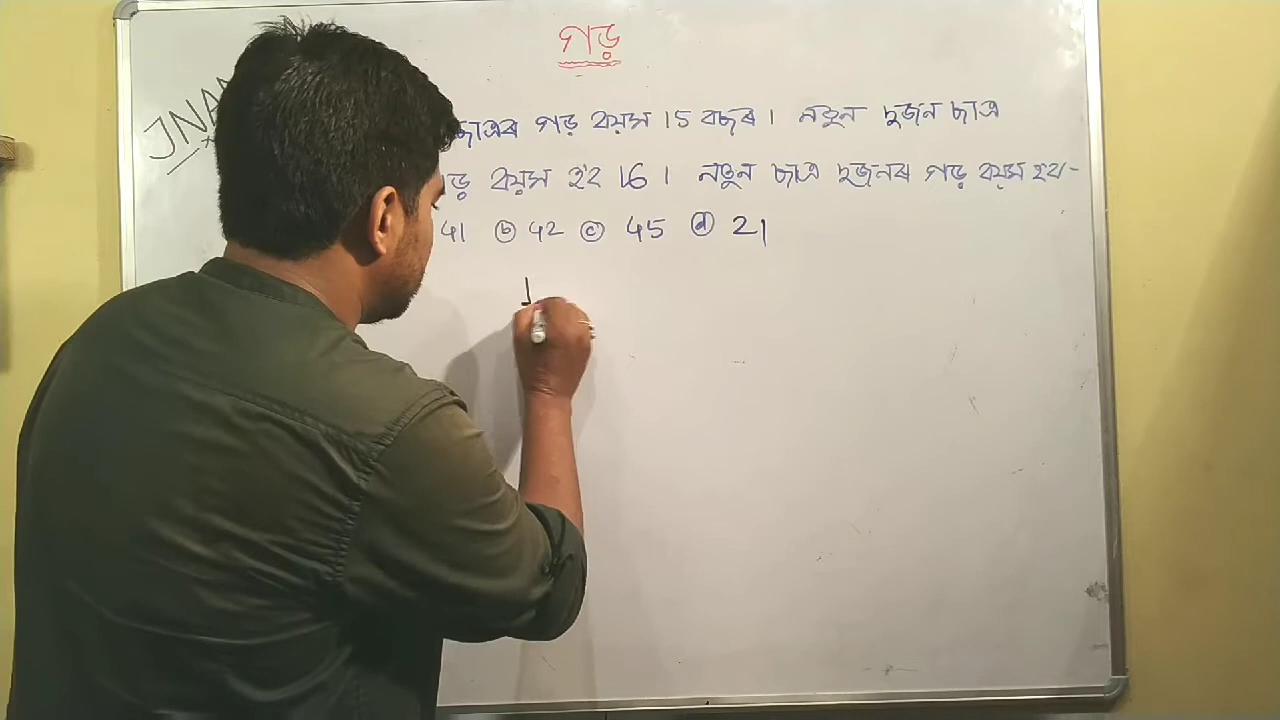 গড়
JNA
ছাত্ৰৰ গড় বয়স 15 বছৰ। নতুন দুজন ছাত্ৰ
গড় বয়স হ'ব 16। নতুন ছাত্ৰ দুজনৰ গড় বয়স হ'ব-
41 ⓑ 42 ⓒ 45 ⓓ 21